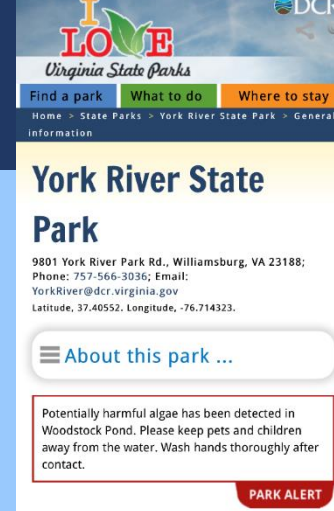 I
LOVE
Virginia State Parks
DCR
Find a park What to do Where to stay
Home > State Parks > York River State Park > General
information
York River State
Park
9801 York River Park Rd., Williamsburg, VA 23188;
Phone: 757-566-3036; Email:
YorkRiver@dcr.virginia.gov
Latitude, 37.40552. Longitude, -76.714323.
About this park ...
Potentially harmful algae has been detected in
Woodstock Pond. Please keep pets and children
away from the water. Wash hands thoroughly after
contact.
PARK ALERT